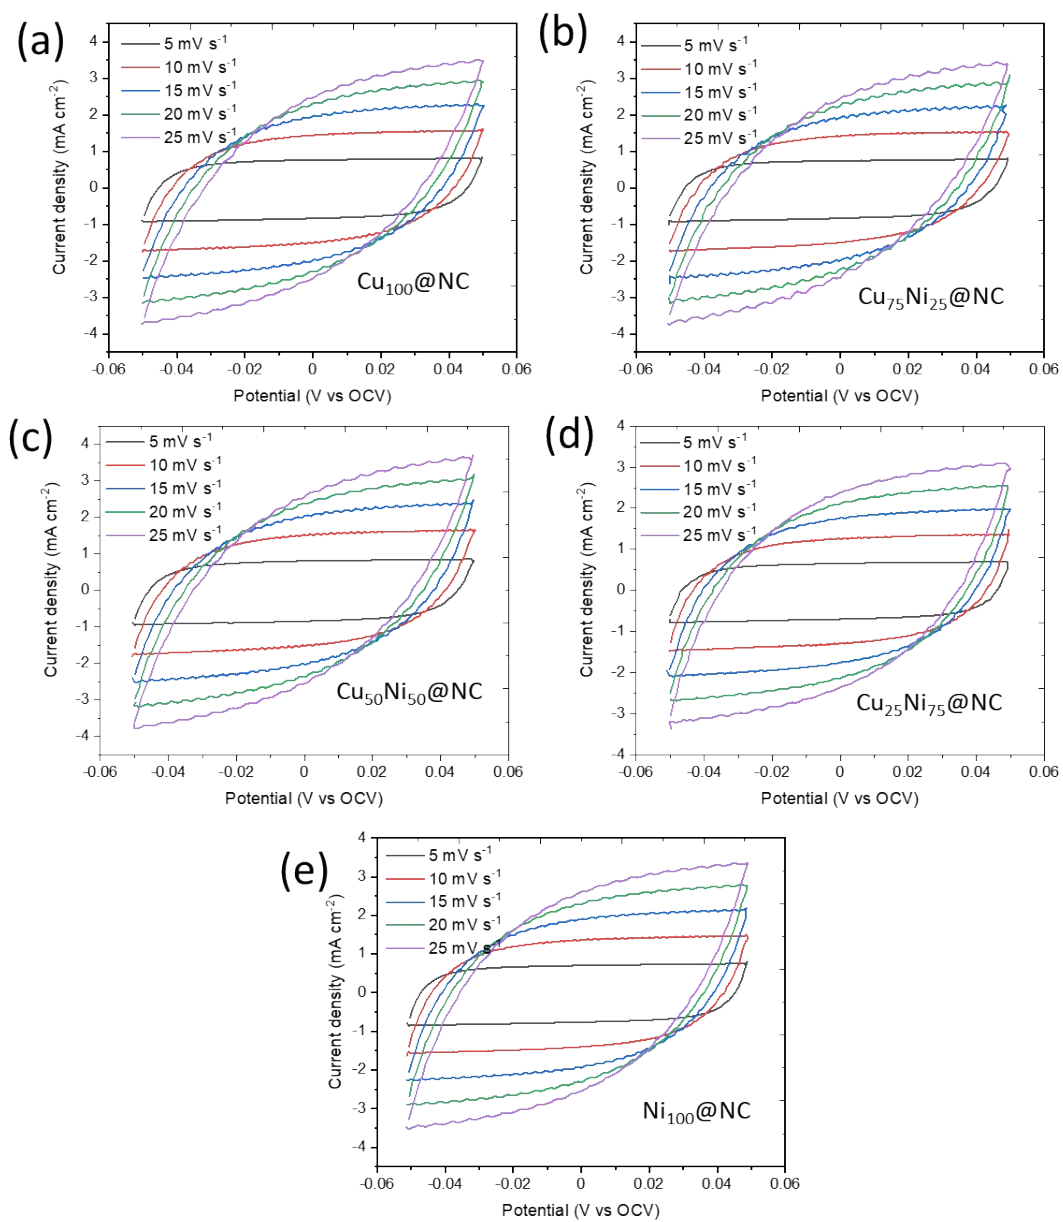 (a)
5 mV s⁻¹
10 mV s⁻¹
15 mV s⁻¹
20 mV s⁻¹
25 mV s⁻¹
4
3
2
1
0
-1
-2
-3
-4
Current density (mA cm⁻²)
Cu₁₀₀@NC
-0.06 -0.04 -0.02 0 0.02 0.04 0.06
Potential (V vs OCV)
(b)
5 mV s⁻¹
10 mV s⁻¹
15 mV s⁻¹
20 mV s⁻¹
25 mV s⁻¹
4
3
2
1
0
-1
-2
-3
-4
Current density (mA cm⁻²)
Cu₇₅Ni₂₅@NC
-0.06 -0.04 -0.02 0 0.02 0.04 0.06
Potential (V vs OCV)
(c)
5 mV s⁻¹
10 mV s⁻¹
15 mV s⁻¹
20 mV s⁻¹
25 mV s⁻¹
4
3
2
1
0
-1
-2
-3
-4
Current density (mA cm⁻²)
Cu₅₀Ni₅₀@NC
-0.06 -0.04 -0.02 0 0.02 0.04 0.06
Potential (V vs OCV)
(d)
5 mV s⁻¹
10 mV s⁻¹
15 mV s⁻¹
20 mV s⁻¹
25 mV s⁻¹
4
3
2
1
0
-1
-2
-3
-4
Current density (mA cm⁻²)
Cu₂₅Ni₇₅@NC
-0.06 -0.04 -0.02 0 0.02 0.04 0.06
Potential (V vs OCV)
(e)
5 mV s⁻¹
10 mV s⁻¹
15 mV s⁻¹
20 mV s⁻¹
25 mV s⁻¹
4
3
2
1
0
-1
-2
-3
-4
Current density (mA cm⁻²)
Ni₁₀₀@NC
-0.06 -0.04 -0.02 0 0.02 0.04 0.06
Potential (V vs OCV)